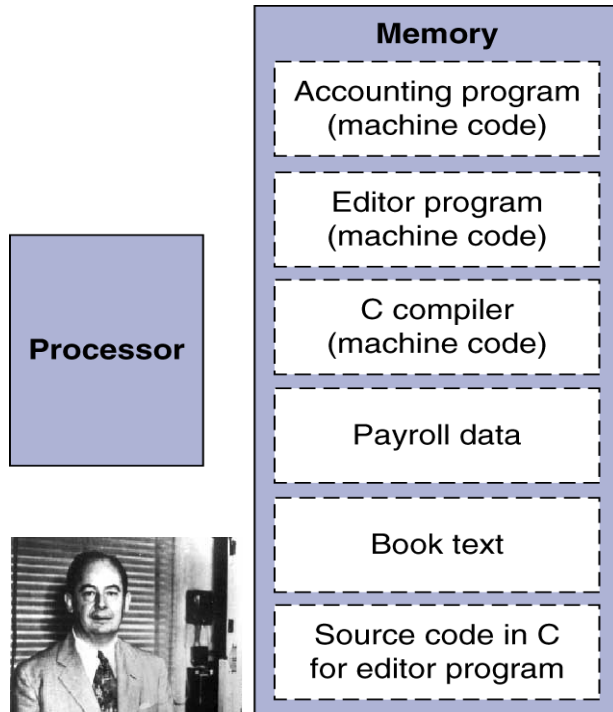 Memory
Accounting program
(machine code)
Editor program
(machine code)
C compiler
(machine code)
Processor
Payroll data
Book text
Source code in C
for editor program